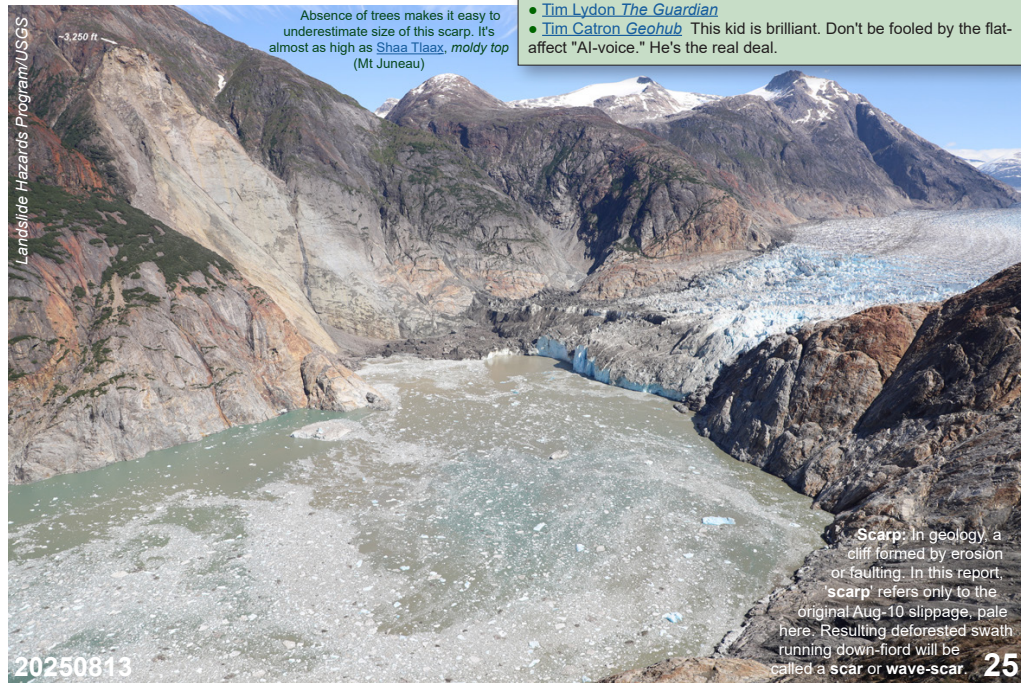 Absence of trees makes it easy to
underestimate size of this scarp. It's
almost as high as Shaa Tlaax, moldy top
(Mt Juneau)
● Tim Lydon The Guardian
● Tim Catron Geohub  This kid is brilliant. Don't be fooled by the flat-
affect "AI-voice." He's the real deal.
~3,250 ft
Landslide Hazards Program/USGS
Scarp: In geology, a
cliff formed by erosion
or faulting. In this report,
'scarp' refers only to the
original Aug-10 slippage, pale
here. Resulting deforested swath
running down-fiord will be
called a scar or wave-scar.
20250813
25